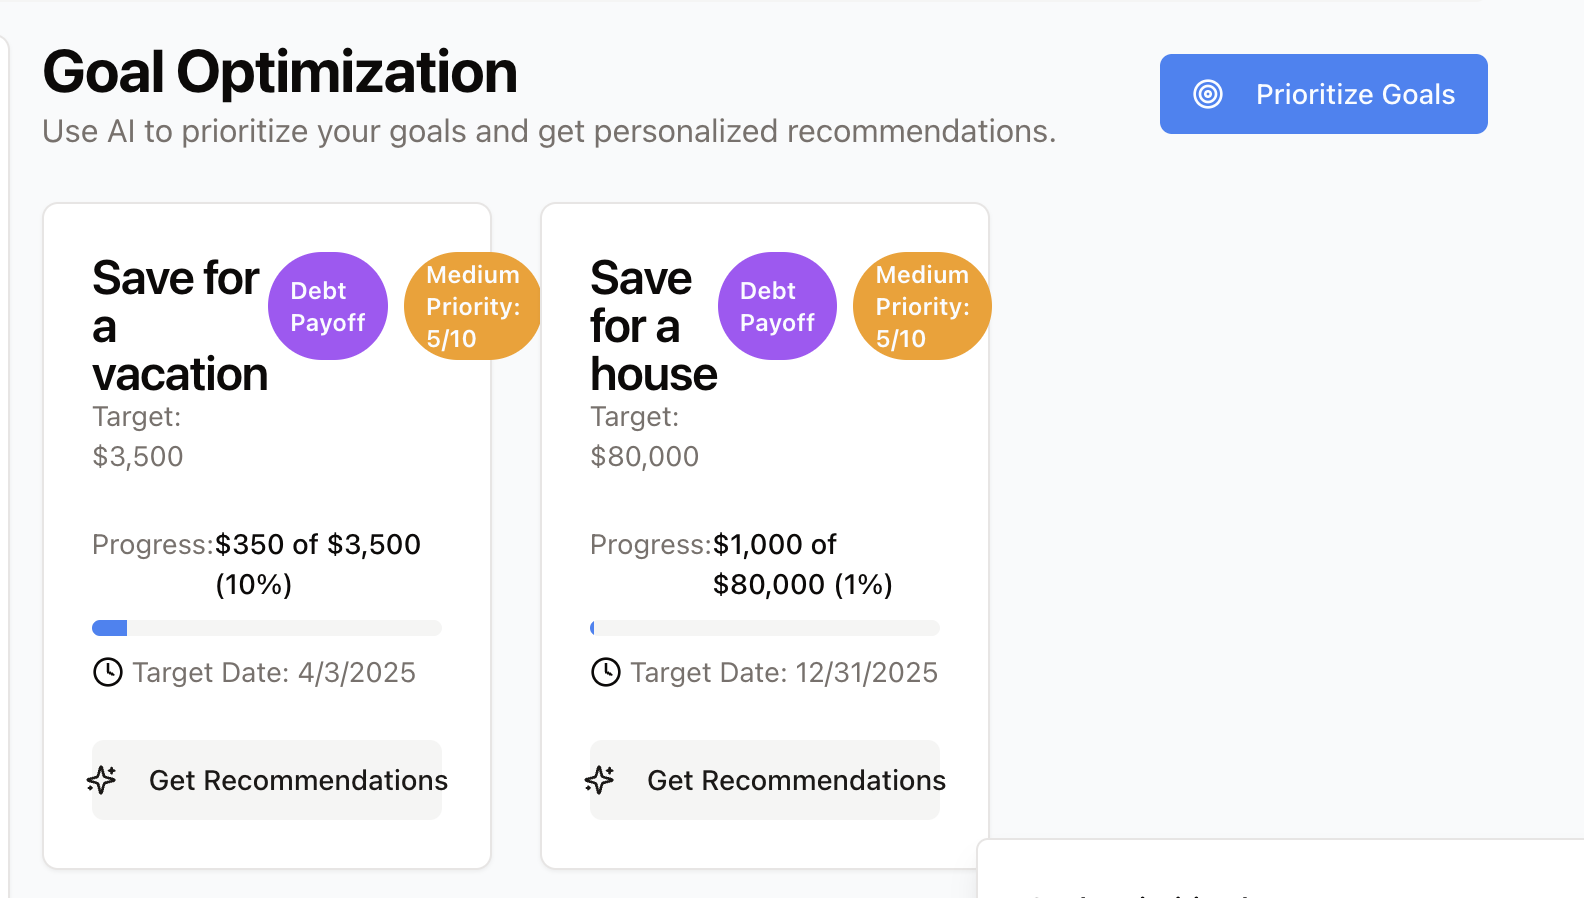 Goal Optimization
Use AI to prioritize your goals and get personalized recommendations.
Prioritize Goals
Save for
a
vacation
Debt
Payoff
Medium
Priority:
5/10
Target:
$3,500
Progress:$350 of $3,500
(10%)
Target Date: 4/3/2025
Get Recommendations
Save
for a
house
Debt
Payoff
Medium
Priority:
5/10
Target:
$80,000
Progress:$1,000 of
$80,000 (1%)
Target Date: 12/31/2025
Get Recommendations